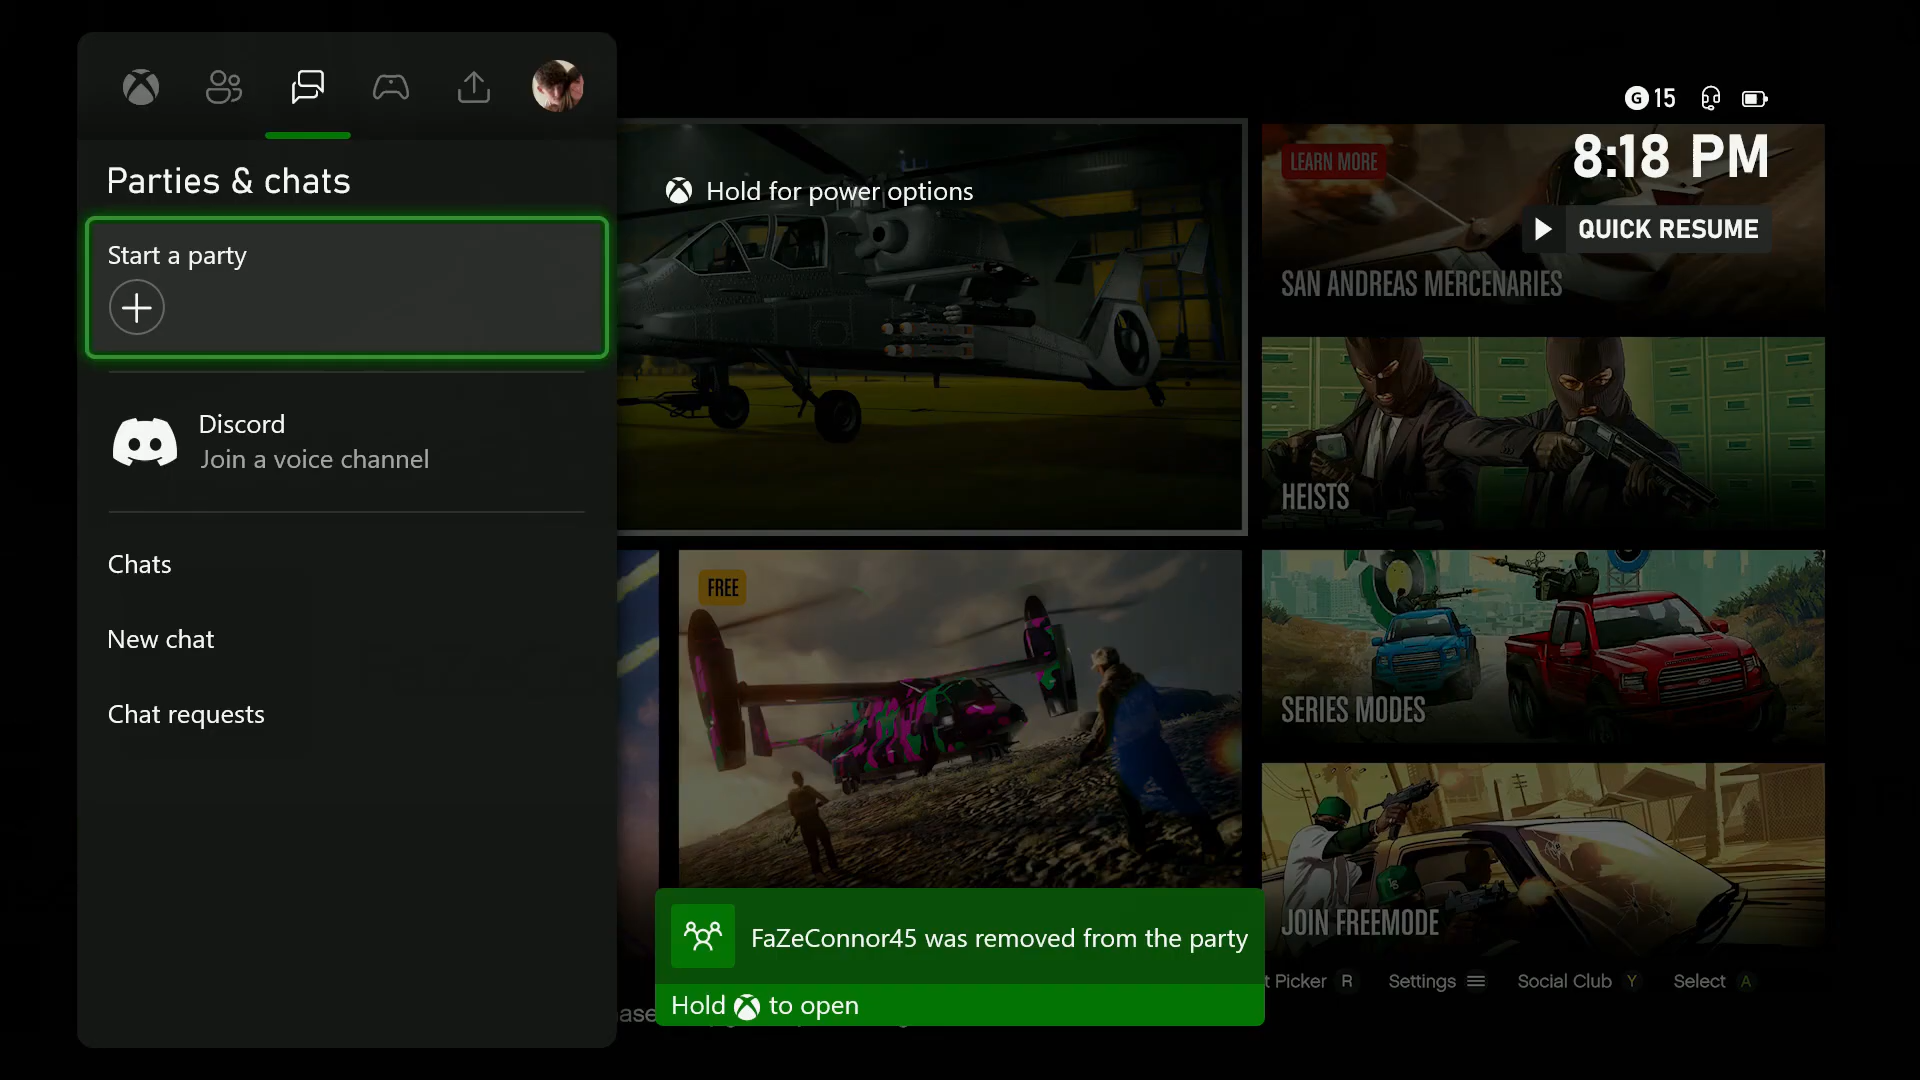 Parties & chats
Start a party
Discord
Join a voice channel
Chats
New chat
Chat requests
Hold for power options
G 15
8:18 PM
QUICK RESUME
LEARN MORE
SAN ANDREAS MERCENARIES
HEISTS
FREE
SERIES MODES
JOIN FREEMODE
FaZeConnor45 was removed from the party
Hold to open
t Picker R Settings Social Club Y Select A